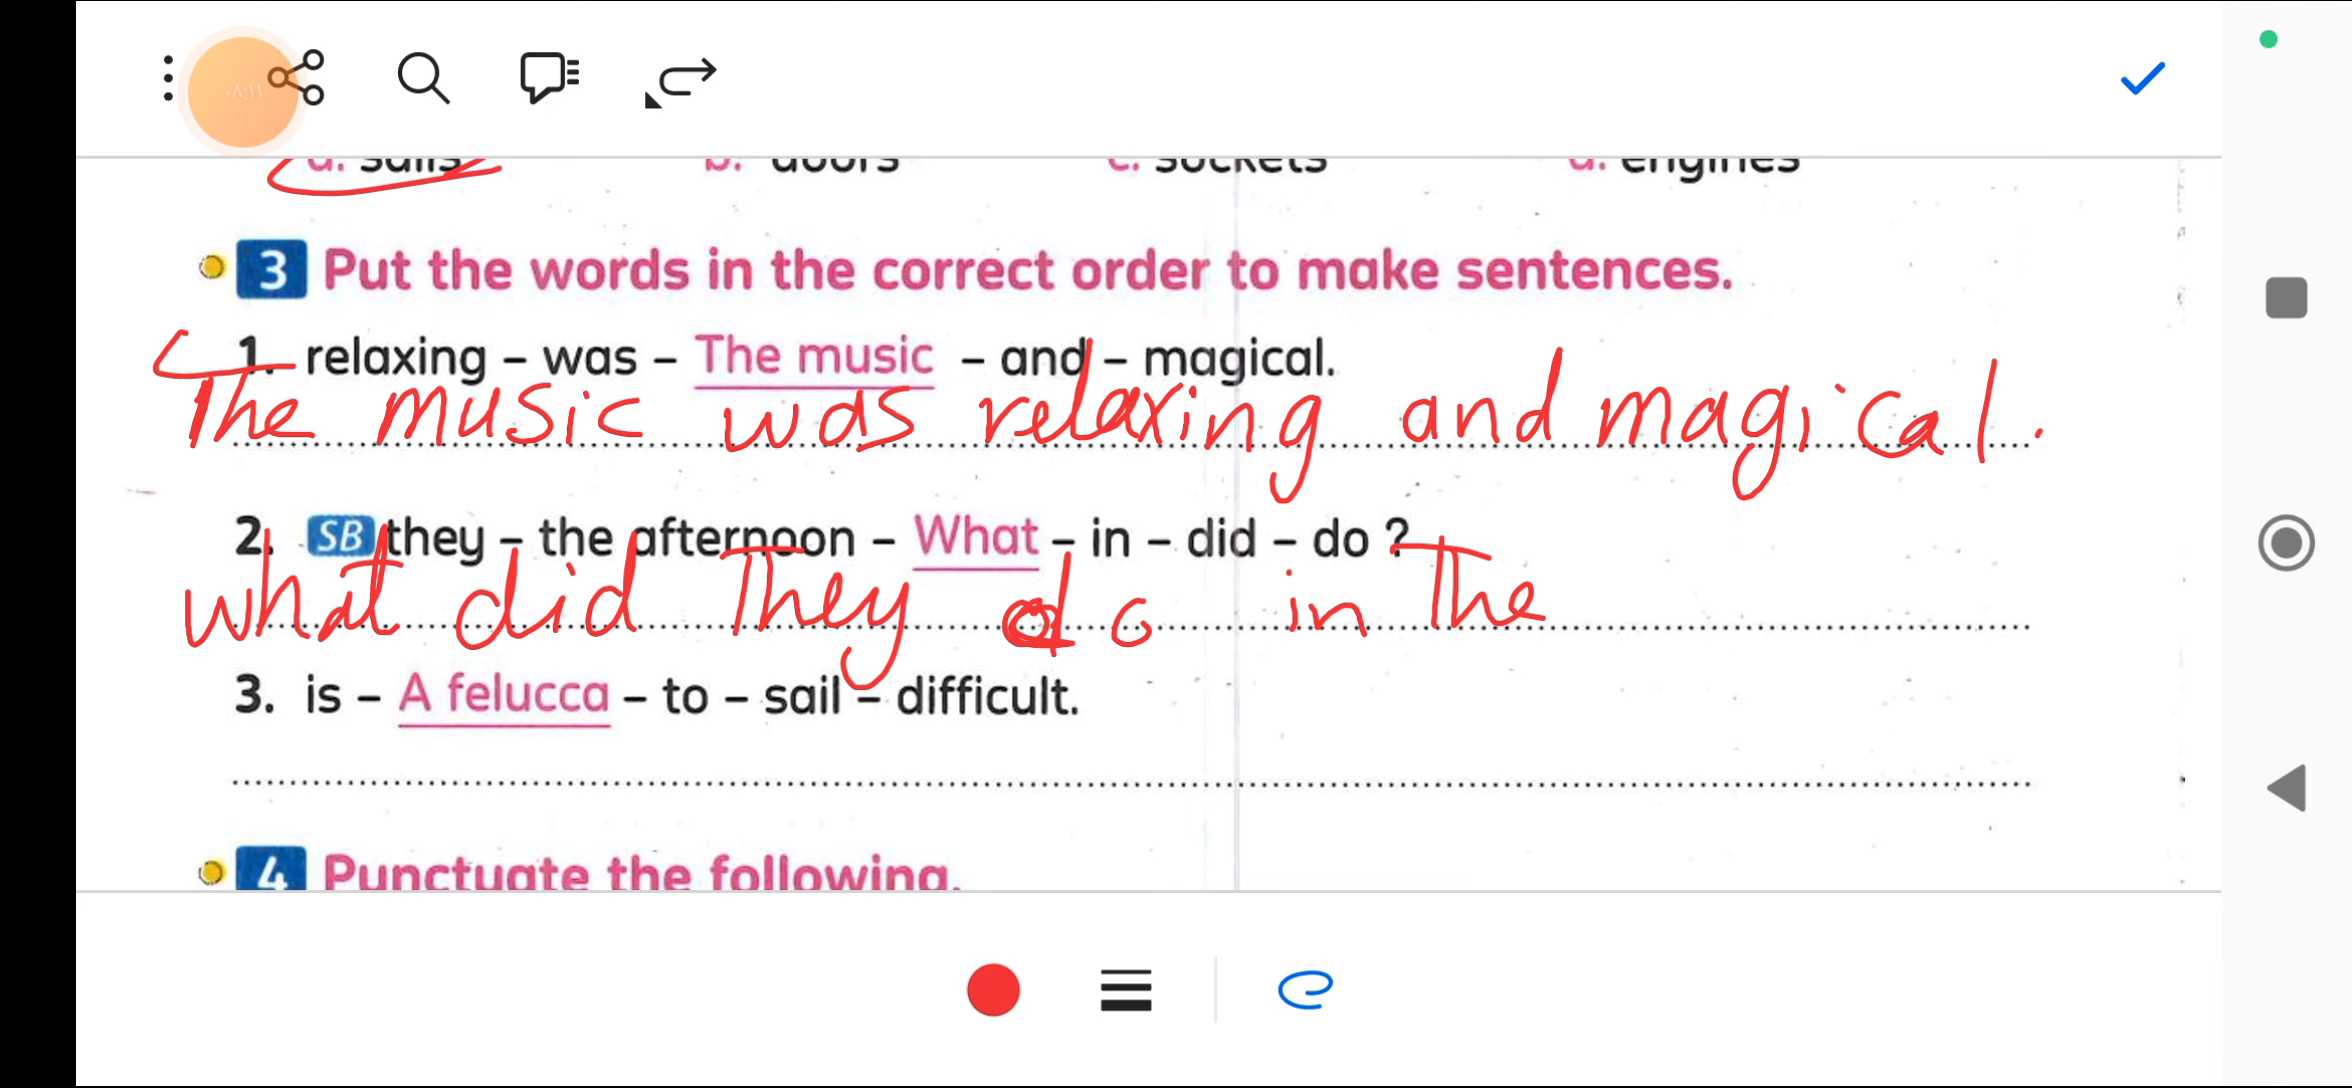 ٠٨:١١
a. sails b. doors c. sockets d. engines
3 Put the words in the correct order to make sentences.
1. relaxing – was – The music – and – magical.
The music was relaxing and magical.
2. SB they – the afternoon – What – in – did – do ?
what did They do in The
3. is – A felucca – to – sail – difficult.
4 Punctuate the following.